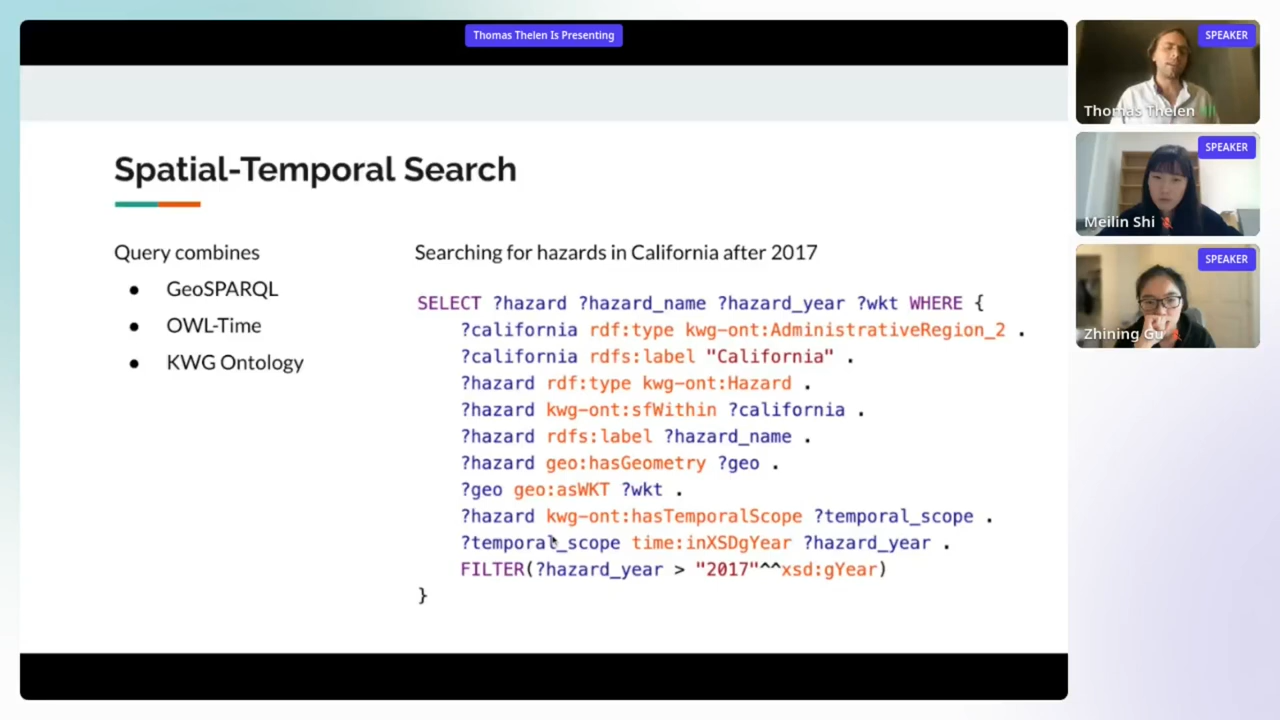 Thomas Thelen Is Presenting
Spatial-Temporal Search
Query combines
● GeoSPARQL
● OWL-Time
● KWG Ontology
Searching for hazards in California after 2017
SELECT ?hazard ?hazard_name ?hazard_year ?wkt WHERE {
?california rdf:type kwg-ont:AdministrativeRegion_2 .
?california rdfs:label "California" .
?hazard rdf:type kwg-ont:Hazard .
?hazard kwg-ont:sfWithin ?california .
?hazard rdfs:label ?hazard_name .
?hazard geo:hasGeometry ?geo .
?geo geo:asWKT ?wkt .
?hazard kwg-ont:hasTemporalScope ?temporal_scope .
?temporal_scope time:inXSDgYear ?hazard_year .
FILTER(?hazard_year > "2017"^^xsd:gYear)
}
SPEAKER
Thomas Thelen
SPEAKER
Meilin Shi
SPEAKER
Zhining Gu